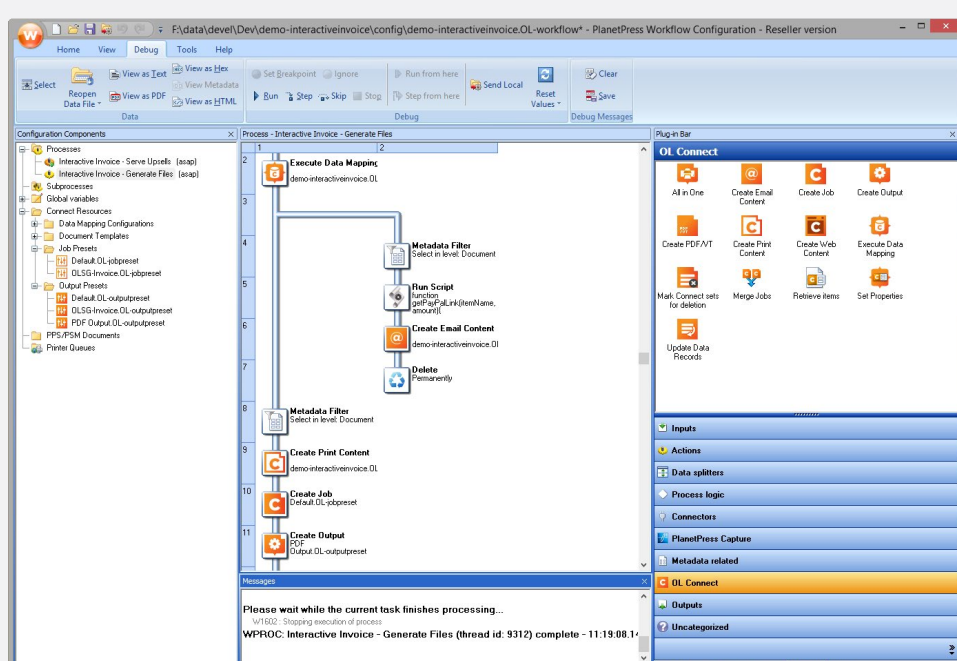 F:\data\devel\Dev\demo-interactiveinvoice\config\demo-interactiveinvoice.OL-workflow* - PlanetPress Workflow Configuration - Reseller version
Home View Debug Tools Help
Select
Reopen Data File
View as Text
View as PDF
View as Hex
View Metadata
View as HTML
Data
Set Breakpoint Ignore
Run Step Skip Stop
Run from here
Step from here
Send Local
Reset Values
Debug
Clear
Save
Debug Messages
Configuration Components
Processes
Interactive Invoice - Serve Upsells (asap)
Interactive Invoice - Generate Files (asap)
Subprocesses
Global variables
Connect Resources
Data Mapping Configurations
Document Templates
Job Presets
Default.OL-jobpreset
OLSG-Invoice.OL-jobpreset
Output Presets
Default.OL-outputpreset
OLSG-Invoice.OL-outputpreset
PDF Output.OL-outputpreset
PPS/PSM Documents
Printer Queues
Process - Interactive Invoice - Generate Files
1 2
2
Execute Data Mapping
demo-interactiveinvoice.OL
3
4
Metadata Filter
Select in level: Document
5
Run Script
function
getPayPalLink(itemName,
amount){
6
Create Email Content
demo-interactiveinvoice.Ol
7
Delete
Permanently
8
Metadata Filter
Select in level: Document
9
Create Print Content
demo-interactiveinvoice.OL
10
Create Job
Default.OL-jobpreset
11
Create Output
PDF
Output.OL-outputpreset
Messages
Please wait while the current task finishes processing...
W1602 : Stopping execution of process
WPROC: Interactive Invoice - Generate Files (thread id: 9312) complete - 11:19:08.14
Plug-in Bar
OL Connect
All in One
Create Email Content
Create Job
Create Output
Create PDF/VT
Create Print Content
Create Web Content
Execute Data Mapping
Mark Connect sets for deletion
Merge Jobs
Retrieve items
Set Properties
Update Data Records
Inputs
Actions
Data splitters
Process logic
Connectors
PlanetPress Capture
Metadata related
OL Connect
Outputs
Uncategorized